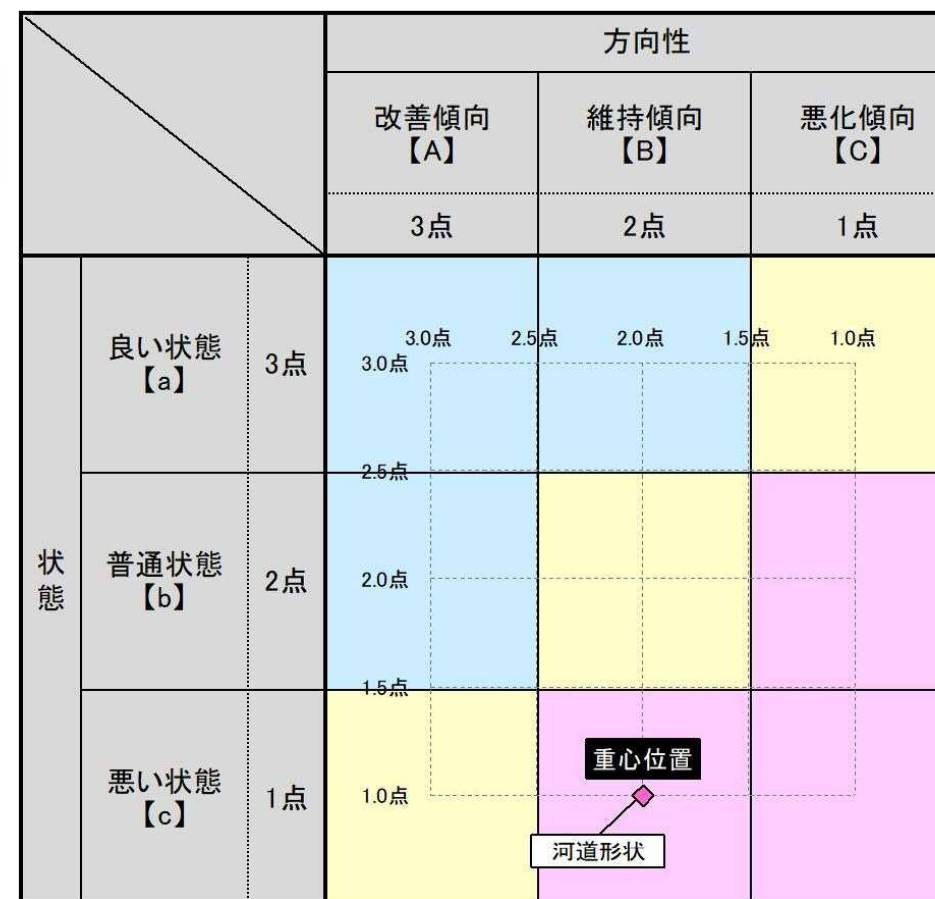 方向性
改善傾向
【A】
維持傾向
【B】
悪化傾向
【C】
3点
2点
1点
状態
良い状態
【a】
3点
3.0点
2.5点
2.0点
1.5点
1.0点
3.0点
2.5点
普通状態
【b】
2点
2.0点
1.5点
悪い状態
【c】
1点
1.0点
重心位置
河道形状